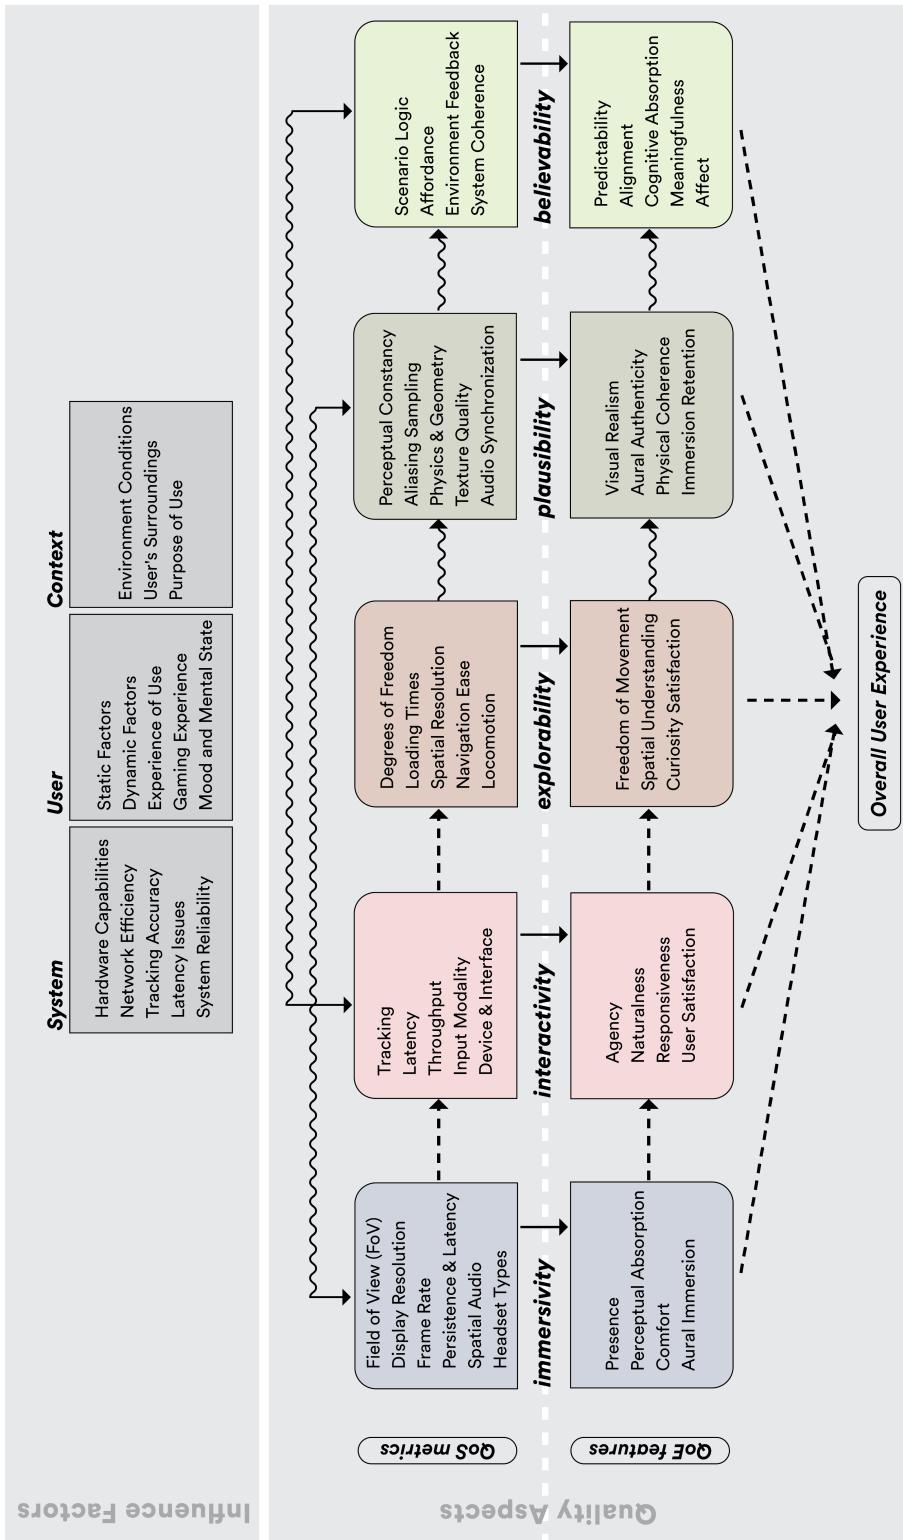 Influence Factors
System
Hardware Capabilities
Network Efficiency
Tracking Accuracy
Latency Issues
System Reliability
User
Static Factors
Dynamic Factors
Experience of Use
Gaming Experience
Mood and Mental State
Context
Environment Conditions
User's Surroundings
Purpose of Use
Quality Aspects
QoS metrics
Field of View (FoV)
Display Resolution
Frame Rate
Persistence & Latency
Spatial Audio
Headset Types
Tracking
Latency
Throughput
Input Modality
Device & Interface
Degrees of Freedom
Loading Times
Spatial Resolution
Navigation Ease
Locomotion
Perceptual Constancy
Aliasing Sampling
Physics & Geometry
Texture Quality
Audio Synchronization
Scenario Logic
Affordance
Environment Feedback
System Coherence
immersivity
interactivity
explorability
plausibility
believability
QoE features
Presence
Perceptual Absorption
Comfort
Aural Immersion
Agency
Naturalness
Responsiveness
User Satisfaction
Freedom of Movement
Spatial Understanding
Curiosity Satisfaction
Visual Realism
Aural Authenticity
Physical Coherence
Immersion Retention
Predictability
Alignment
Cognitive Absorption
Meaningfulness
Affect
Overall User Experience